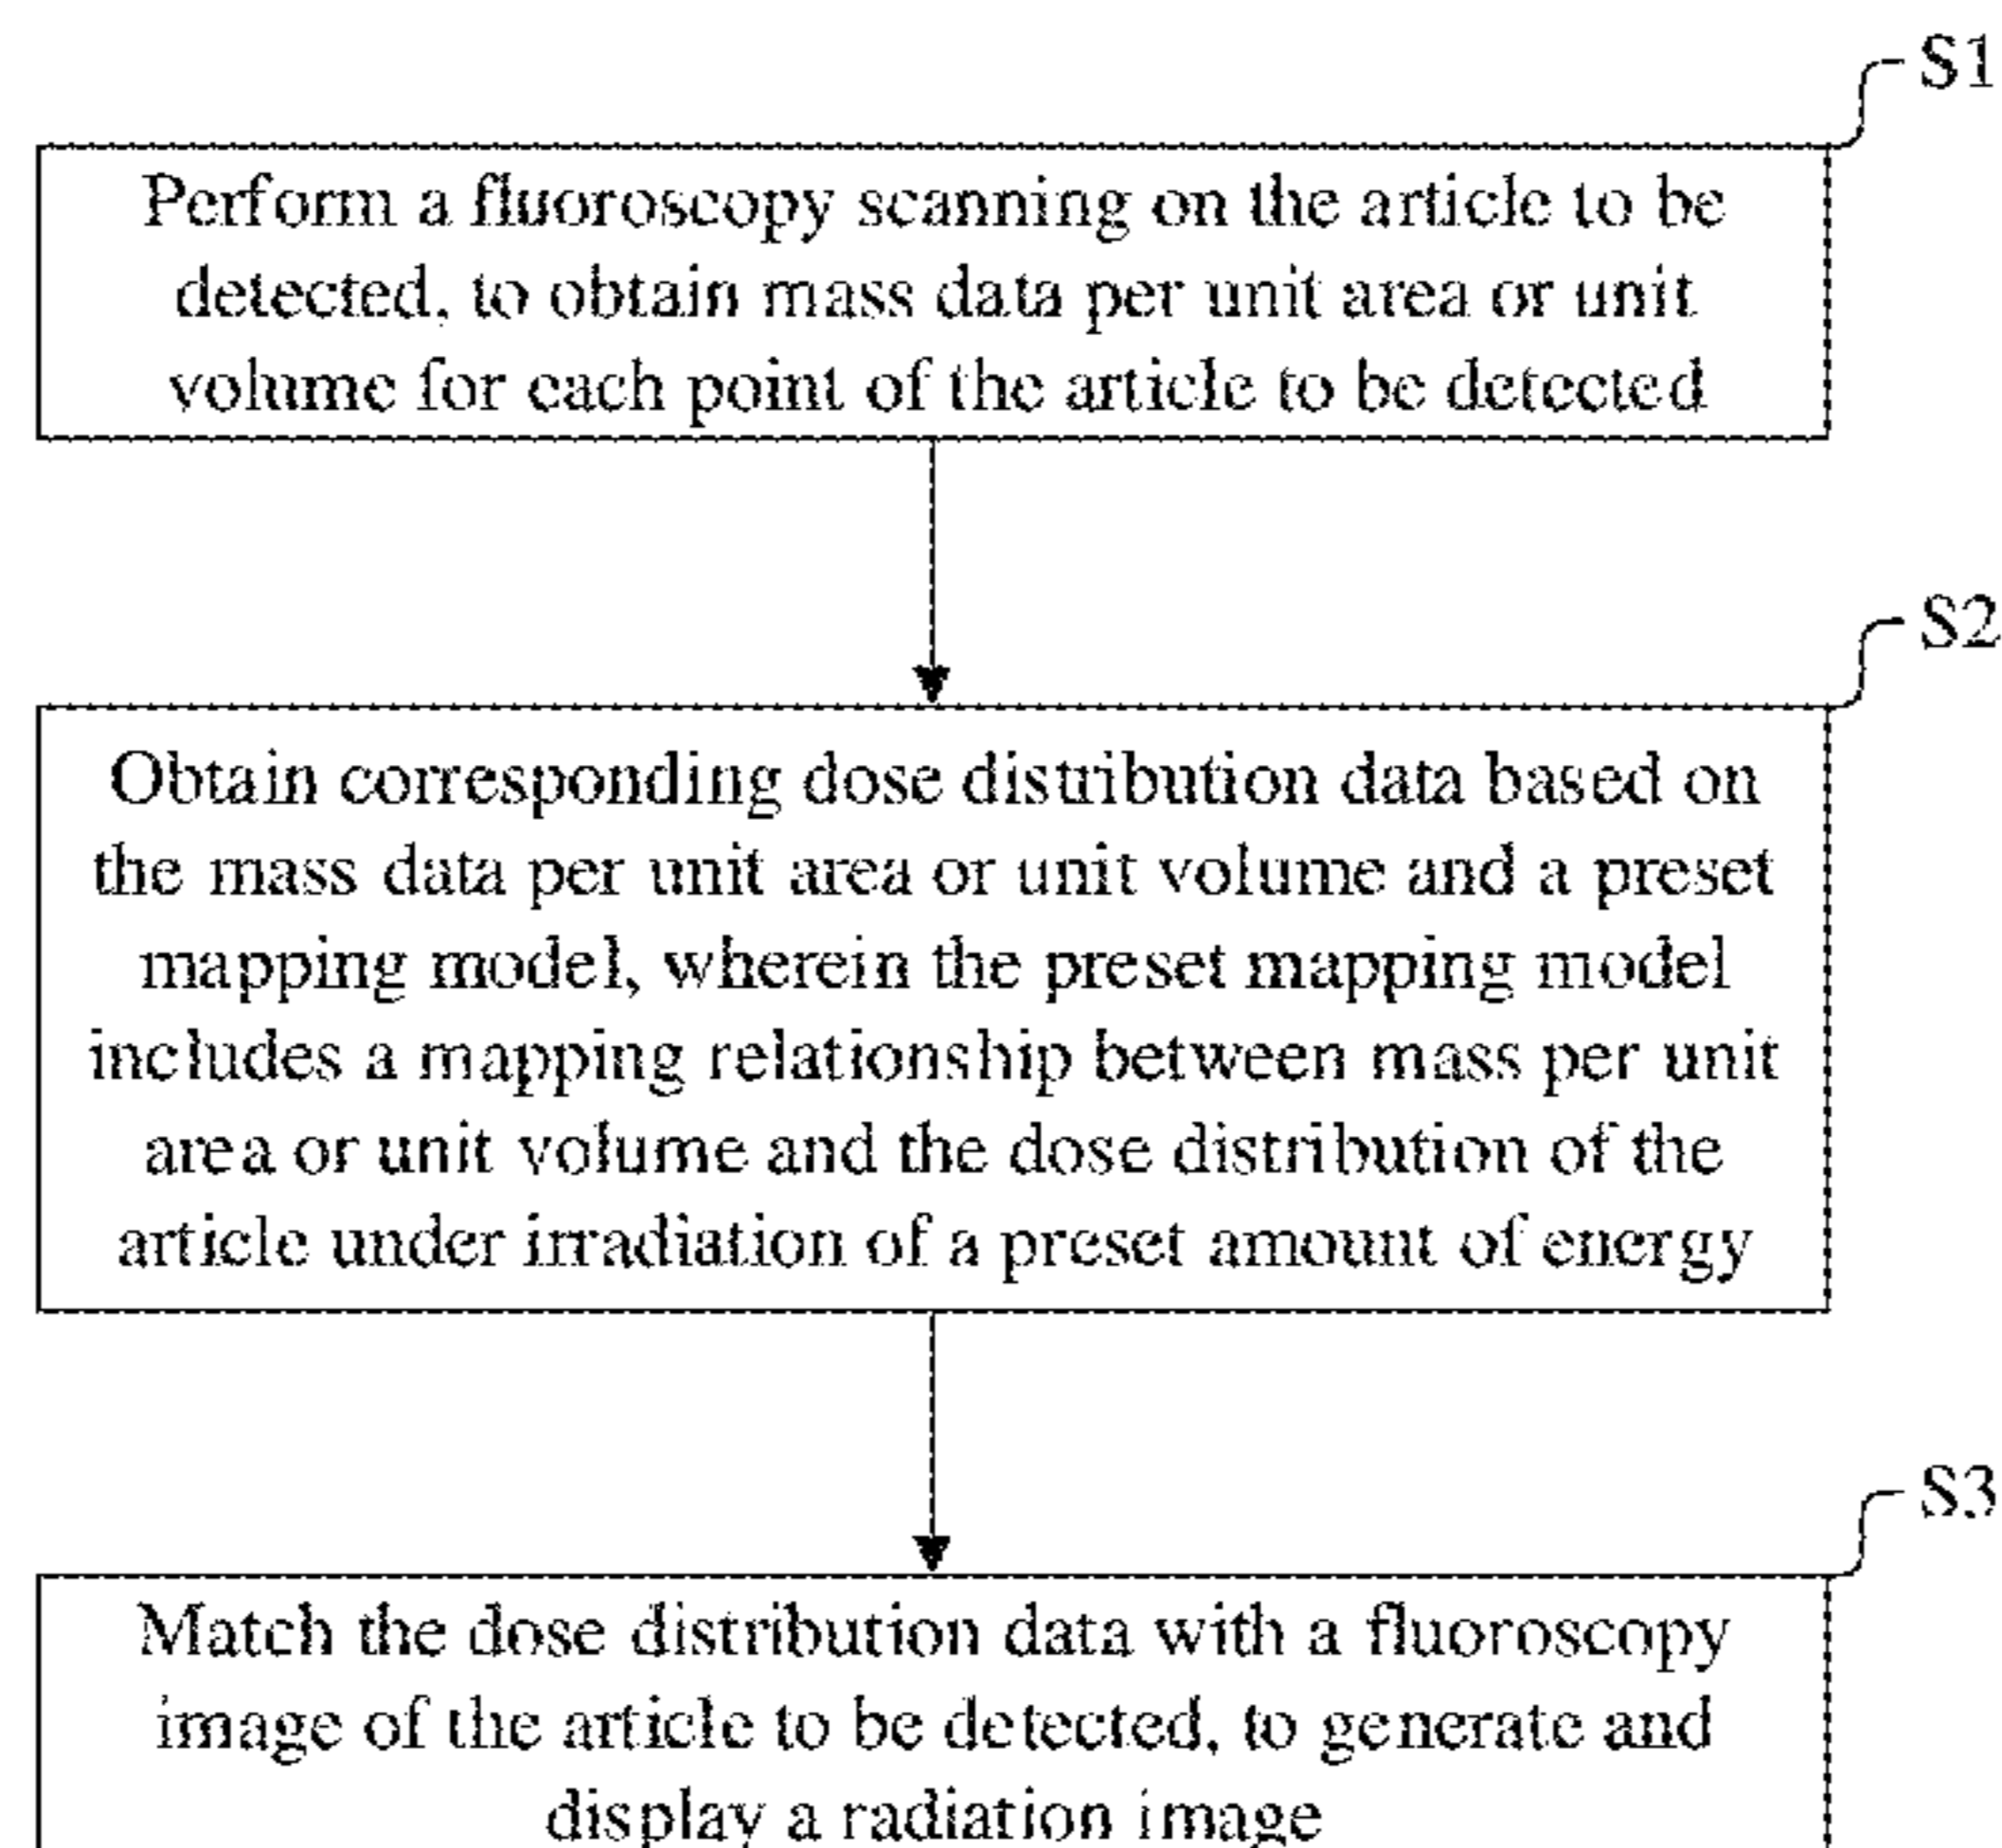 S1
Perform a fluoroscopy scanning on the article to be
detected, to obtain mass data per unit area or unit
volume for each point of the article to be detected
S2
Obtain corresponding dose distribution data based on
the mass data per unit area or unit volume and a preset
mapping model, wherein the preset mapping model
includes a mapping relationship between mass per unit
area or unit volume and the dose distribution of the
article under irradiation of a preset amount of energy
S3
Match the dose distribution data with a fluoroscopy
image of the article to be detected, to generate and
display a radiation image